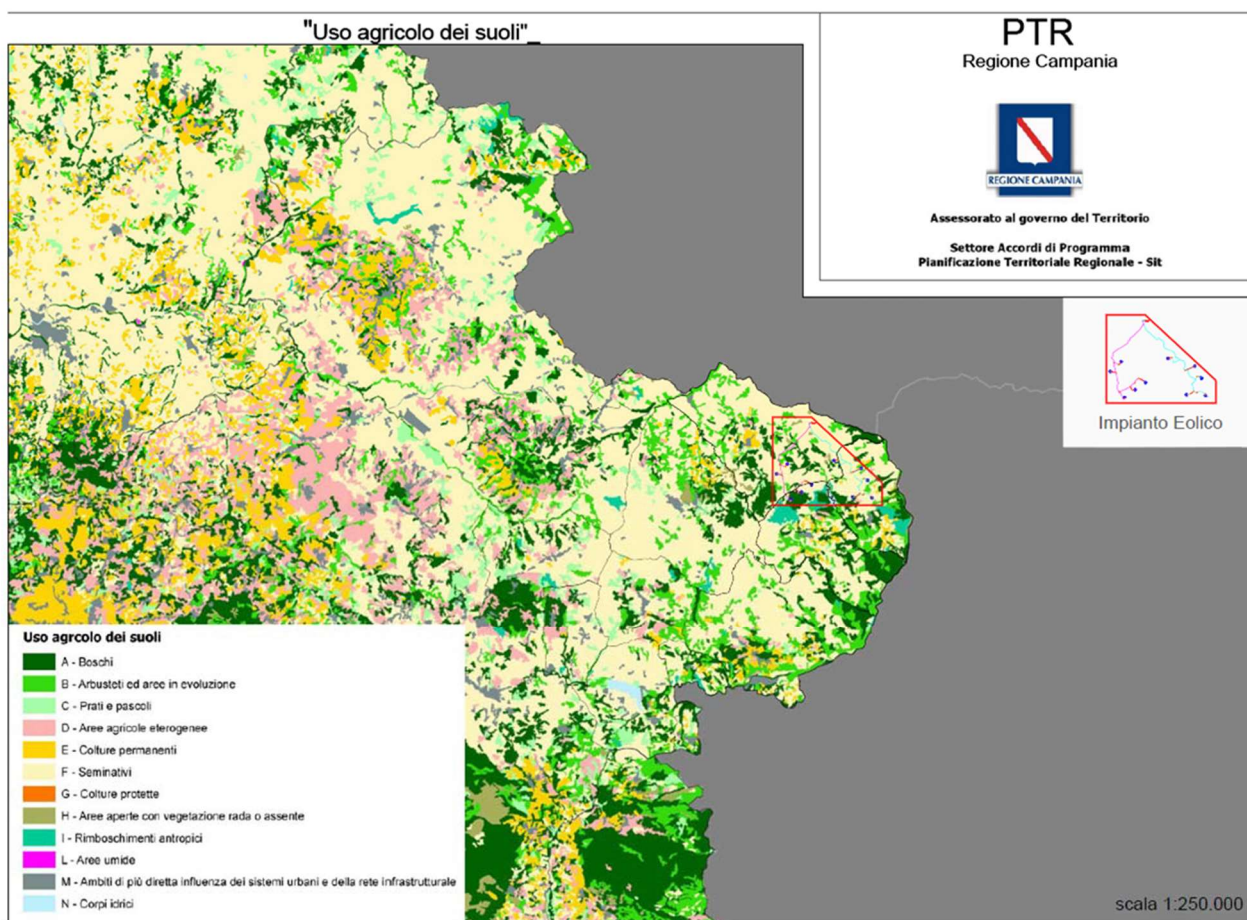 "Uso agricolo dei suoli"_
PTR
Regione Campania
REGIONE CAMPANIA
Assessorato al governo del Territorio
Settore Accordi di Programma
Pianificazione Territoriale Regionale - Sit
Impianto Eolico
Uso agrcolo dei suoli
A - Boschi
B - Arbusteti ed aree in evoluzione
C - Prati e pascoli
D - Aree agricole eterogenee
E - Colture permanenti
F - Seminativi
G - Colture protette
H - Aree aperte con vegetazione rada o assente
I - Rimboschimenti antropici
L - Aree umide
M - Ambiti di più diretta influenza dei sistemi urbani e della rete infrastrutturale
N - Corpi idrici
scala 1:250.000